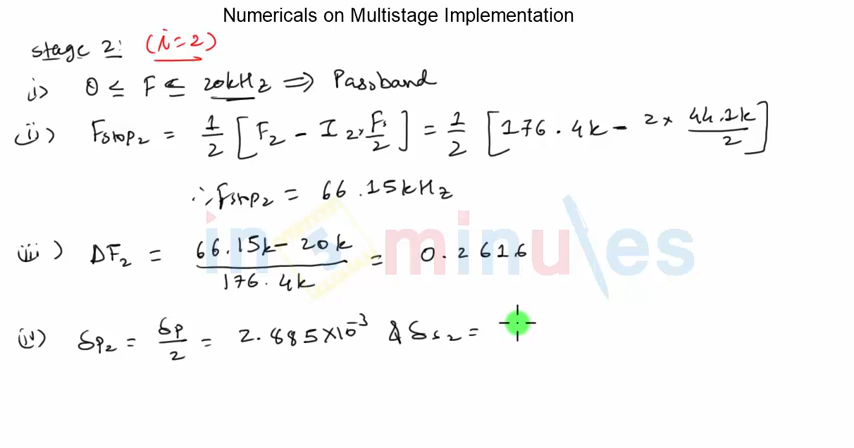 Numericals on Multistage Implementation
stage 2: (i=2)
i) 0 ≤ F ≤ 20kHz ⇒ Passband
ii) Fstop2 = 1/2 [F2 - I2 × Fs/2] = 1/2 [176.4k - 2 × 44.1k/2]
∴ Fstop2 = 66.15kHz
iii) ΔF2 = 66.15k - 20k / 176.4k = 0.2616
iv) δp2 = δp/2 = 2.885×10⁻³ & δs2 =
in 3 minutes